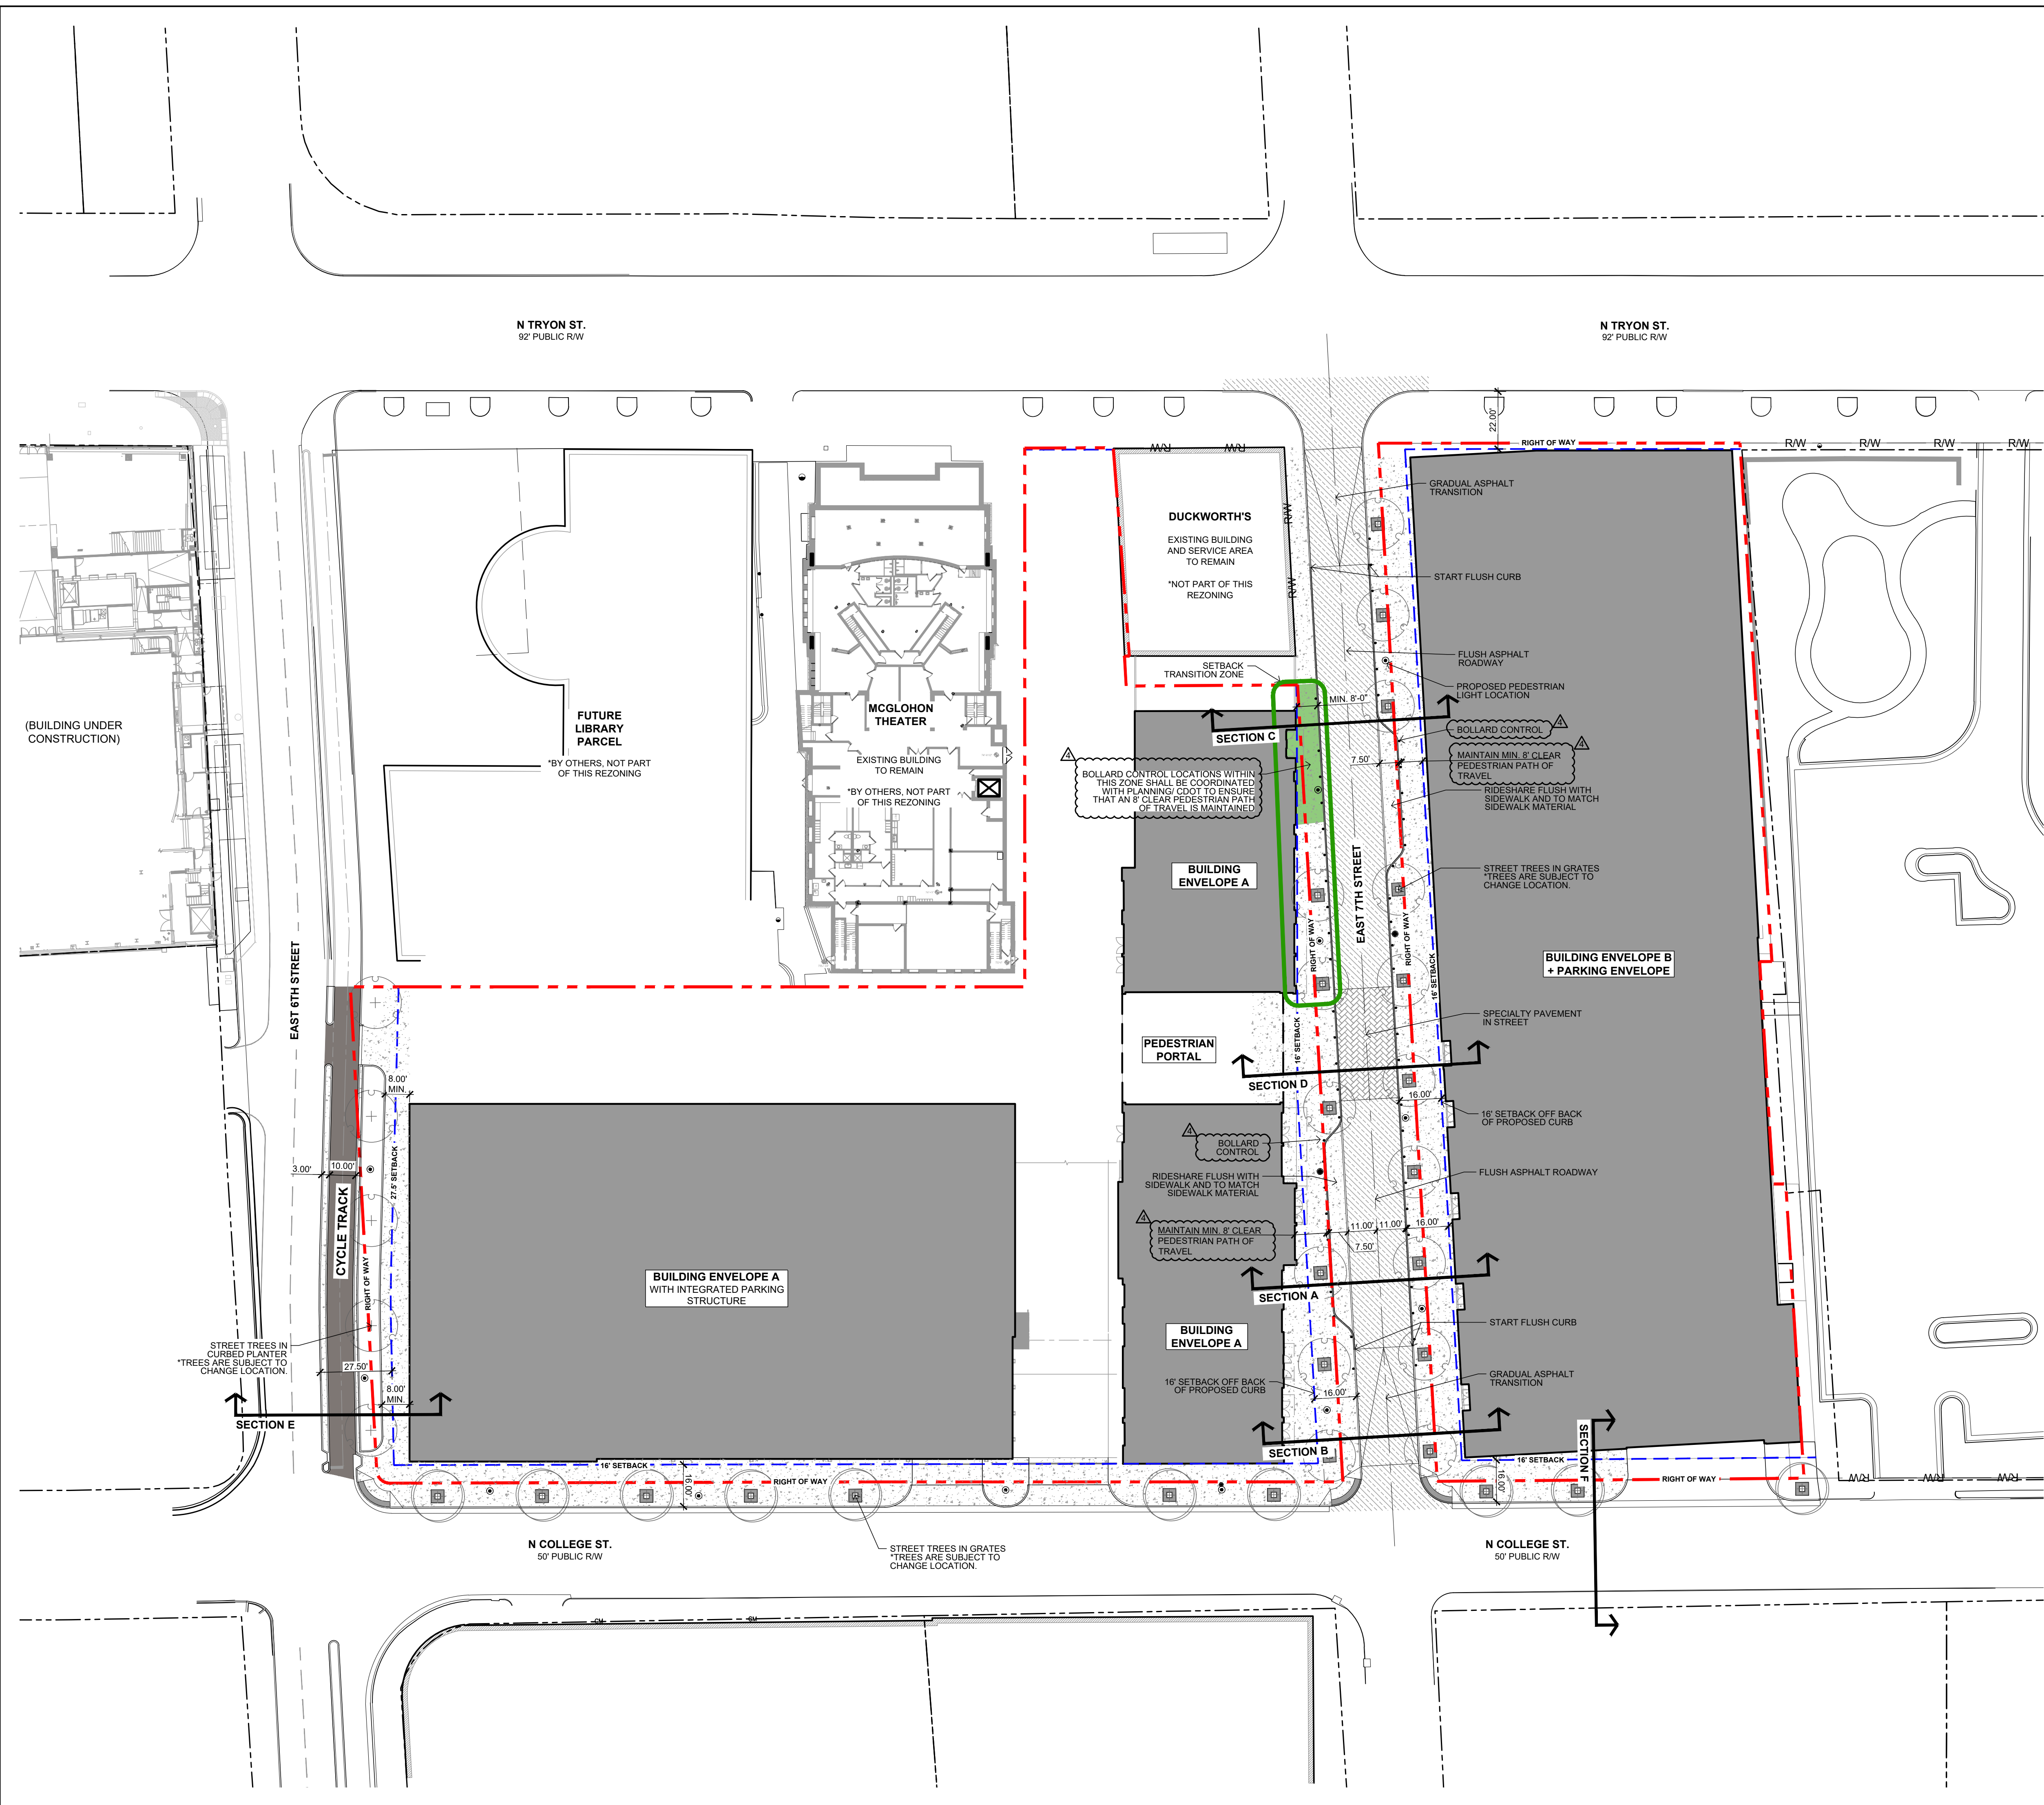 N TRYON ST.
92' PUBLIC R/W
N TRYON ST.
92' PUBLIC R/W
22.00'
RIGHT OF WAY
R/W
R/W
R/W
R/W
R/W
R/W
R/W
R/W
DUCKWORTH'S
EXISTING BUILDING
AND SERVICE AREA
TO REMAIN
*NOT PART OF THIS
REZONING
GRADUAL ASPHALT
TRANSITION
START FLUSH CURB
FLUSH ASPHALT
ROADWAY
PROPOSED PEDESTRIAN
LIGHT LOCATION
SETBACK
TRANSITION ZONE
MIN. 8'-0"
SECTION C
BOLLARD CONTROL
4
4
MAINTAIN MIN. 8' CLEAR
PEDESTRIAN PATH OF
TRAVEL
7.50'
RIDESHARE FLUSH WITH
SIDEWALK AND TO MATCH
SIDEWALK MATERIAL
4
BOLLARD CONTROL LOCATIONS WITHIN
THIS ZONE SHALL BE COORDINATED
WITH PLANNING/ CDOT TO ENSURE
THAT AN 8' CLEAR PEDESTRIAN PATH
OF TRAVEL IS MAINTAINED
(BUILDING UNDER
CONSTRUCTION)
FUTURE
LIBRARY
PARCEL
*BY OTHERS, NOT PART
OF THIS REZONING
MCGLOHON
THEATER
EXISTING BUILDING
TO REMAIN
*BY OTHERS, NOT PART
OF THIS REZONING
BUILDING
ENVELOPE A
EAST 7TH STREET
STREET TREES IN GRATES
*TREES ARE SUBJECT TO
CHANGE LOCATION.
RIGHT OF WAY
RIGHT OF WAY
16' SETBACK
BUILDING ENVELOPE B
+ PARKING ENVELOPE
EAST 6TH STREET
SPECIALTY PAVEMENT
IN STREET
PEDESTRIAN
PORTAL
16' SETBACK
SECTION D
8.00'
MIN.
16.00'
16' SETBACK OFF BACK
OF PROPOSED CURB
4
BOLLARD
CONTROL
RIDESHARE FLUSH WITH
SIDEWALK AND TO MATCH
SIDEWALK MATERIAL
FLUSH ASPHALT ROADWAY
3.00'
10.00'
27.5' SETBACK
CYCLE TRACK
4
MAINTAIN MIN. 8' CLEAR
PEDESTRIAN PATH OF
TRAVEL
11.00'
11.00'
16.00'
7.50'
RIGHT OF WAY
BUILDING ENVELOPE A
WITH INTEGRATED PARKING
STRUCTURE
SECTION A
BUILDING
ENVELOPE A
START FLUSH CURB
STREET TREES IN
CURBED PLANTER
*TREES ARE SUBJECT TO
CHANGE LOCATION.
27.50'
8.00'
MIN.
SECTION E
16' SETBACK OFF BACK
OF PROPOSED CURB
16.00'
GRADUAL ASPHALT
TRANSITION
SECTION B
SECTION F
16' SETBACK
16.00'
RIGHT OF WAY
16' SETBACK
16.00'
RIGHT OF WAY
R/W
R/W
R/W
N COLLEGE ST.
50' PUBLIC R/W
STREET TREES IN GRATES
*TREES ARE SUBJECT TO
CHANGE LOCATION.
N COLLEGE ST.
50' PUBLIC R/W